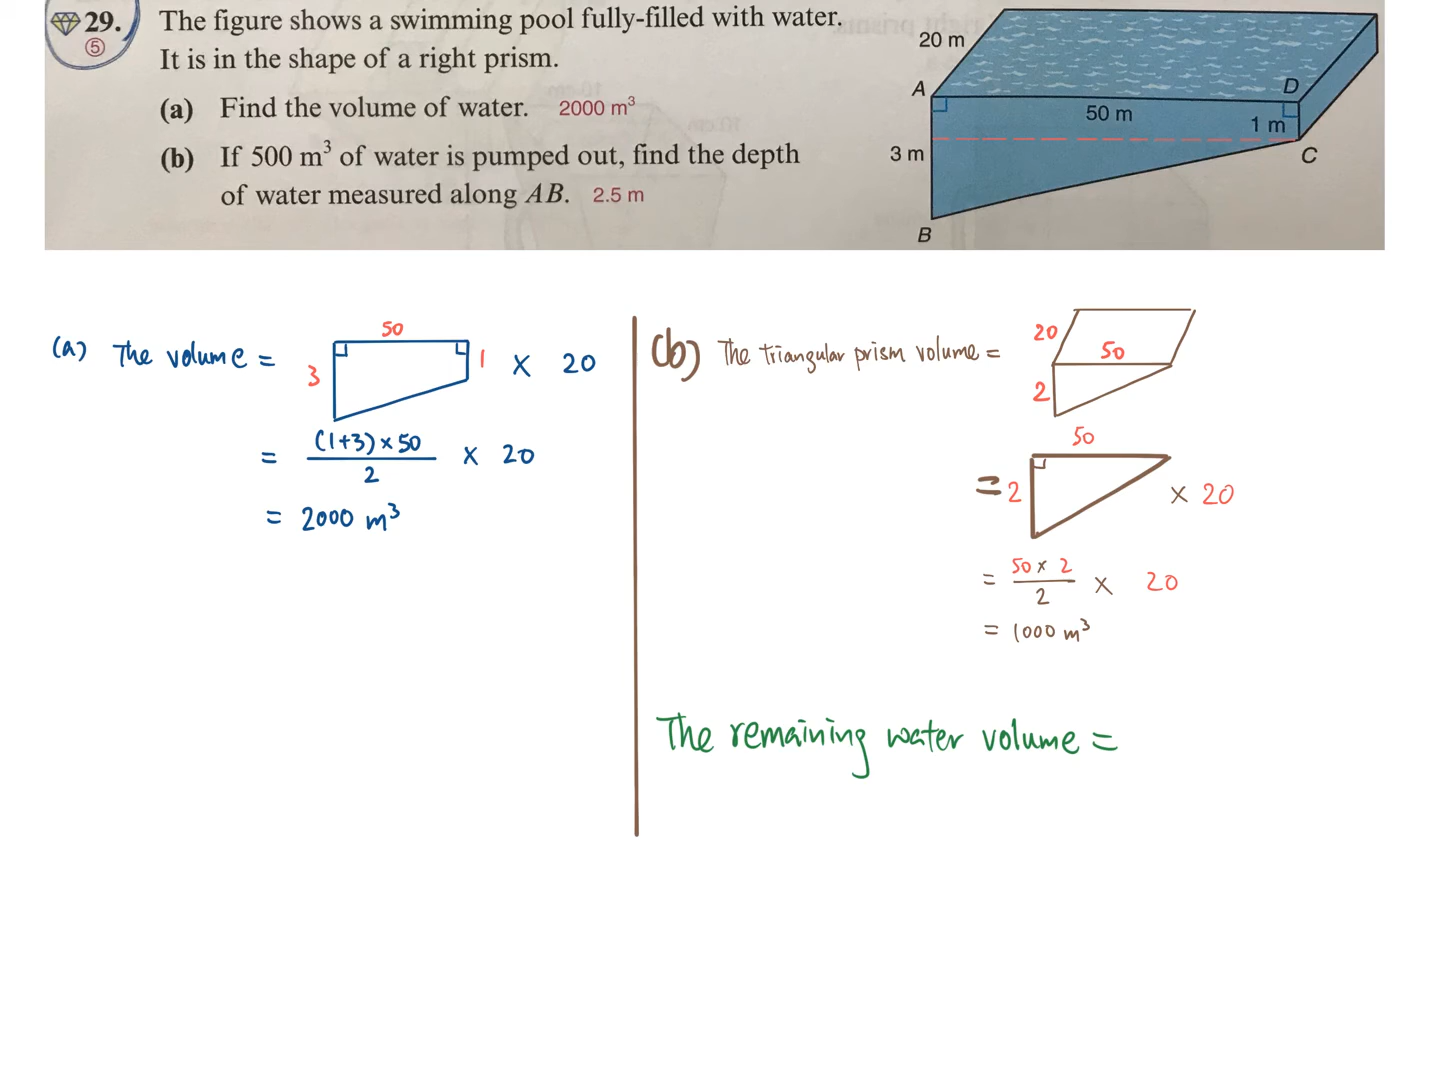 29.
5
The figure shows a swimming pool fully-filled with water.
It is in the shape of a right prism.
(a) Find the volume of water. 2000 m³
(b) If 500 m³ of water is pumped out, find the depth
of water measured along AB. 2.5 m
20 m
A
D
50 m
1 m
3 m
C
B
(a) The volume = 3 50 1 × 20
= (1+3)×50 / 2 × 20
= 2000 m³
(b) The triangular prism volume = 20 50 2
= 2 50 × 20
= 50 × 2 / 2 × 20
= 1000 m³
The remaining water volume =